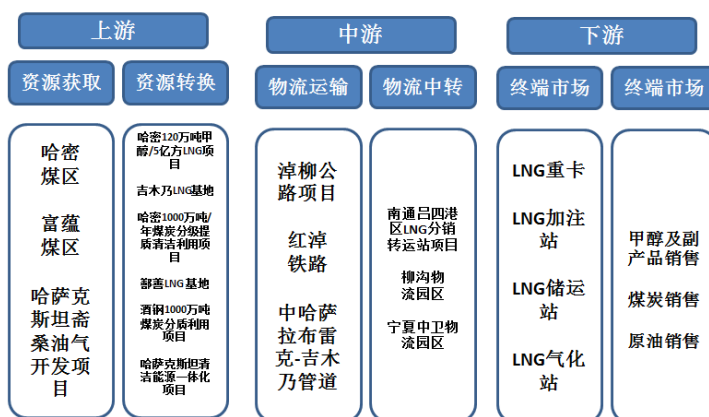 上游
资源获取
资源转换
哈密
煤区
富蕴
煤区
哈萨克
斯坦斋
桑油气
开发项
目
哈密120万吨甲
醇/5亿方LNG项
目
吉木乃LNG基地
哈密1000万吨/
年煤炭分级提
质清洁利用项
目
鄯善LNG基地
酒钢1000万吨
煤炭分质利用
项目
哈萨克斯坦清
洁能源一体化
项目
中游
物流运输
物流中转
淖柳公
路项目
红淖
铁路
中哈萨
拉布雷
克-吉木
乃管道
南通吕四港
区LNG分销
转运站项目
柳沟物
流园区
宁夏中卫物
流园区
下游
终端市场
终端市场
LNG重卡
LNG加注
站
LNG储运
站
LNG气化
站
甲醇及副
产品销售
煤炭销售
原油销售